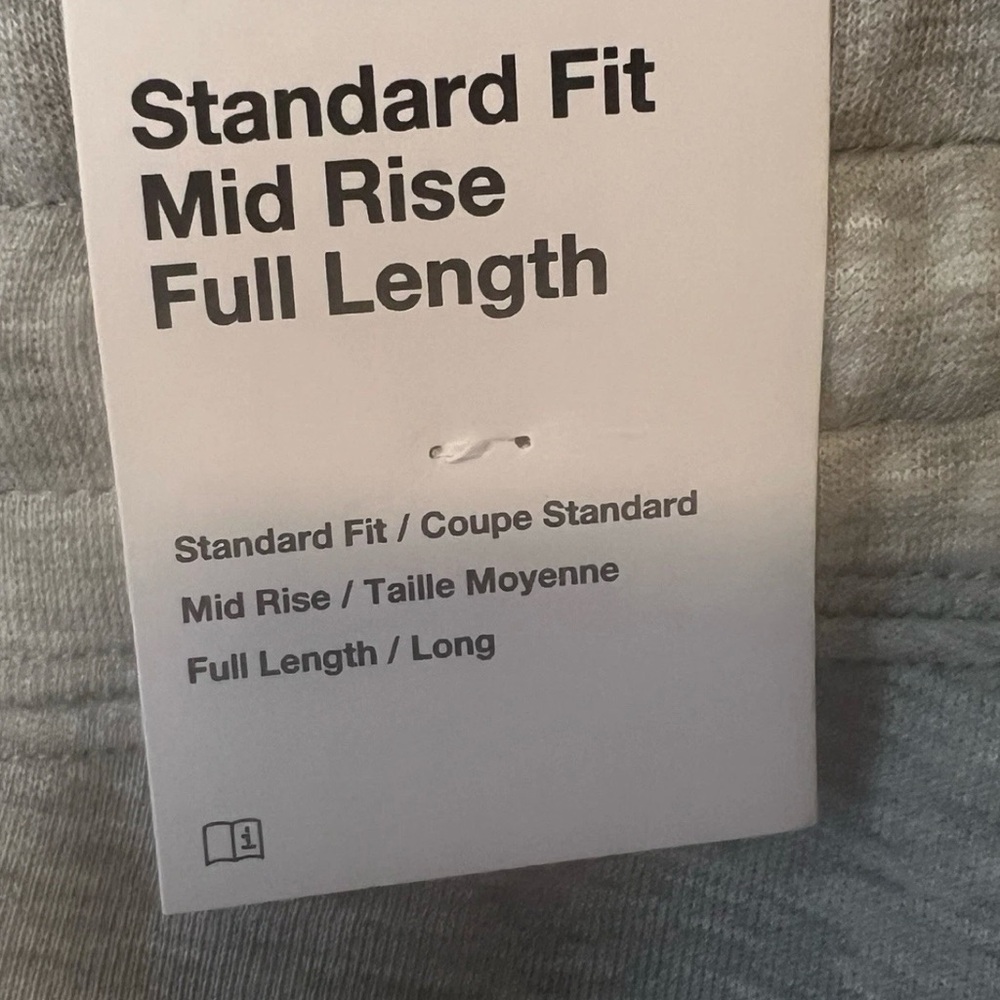 Standard Fit
Mid Rise
Full Length
Standard Fit / Coupe Standard
Mid Rise / Taille Moyenne
Full Length / Long
i